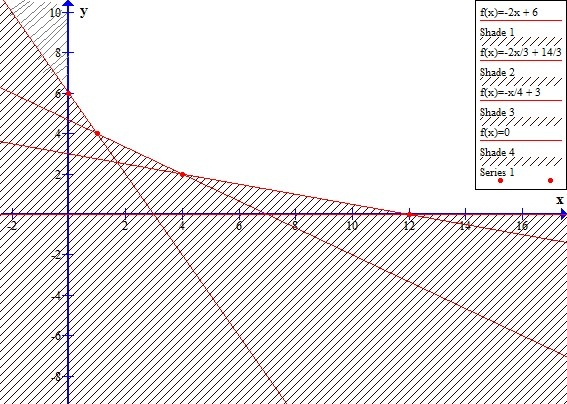 10
y
f(x)=-2x + 6
Shade 1
f(x)=-2x/3 + 14/3
Shade 2
f(x)=-x/4 + 3
Shade 3
f(x)=0
Shade 4
Series 1
8
6
4
2
x
-2 2 4 6 8 10 12 14 16
-2
-4
-6
-8